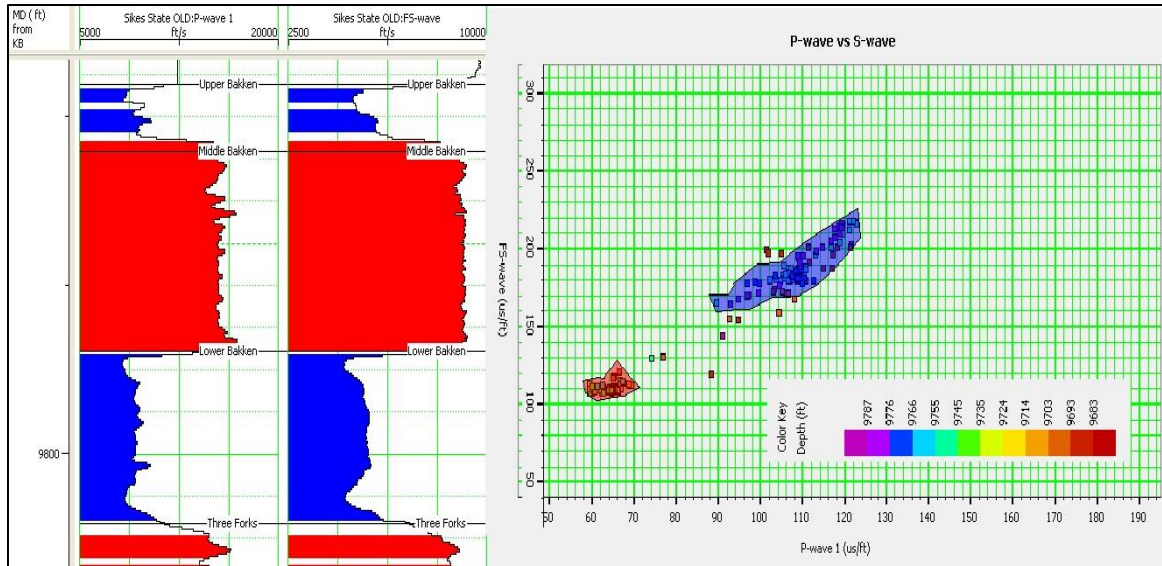 MD ( ft)
from
KB
Sikes State OLD:P-wave 1
5000 ft/s 20000
Sikes State OLD:FS-wave
2500 ft/s 10000
Upper Bakken
Upper Bakken
Middle Bakken
Middle Bakken
Lower Bakken
Lower Bakken
9800
Three Forks
Three Forks
P-wave vs S-wave
FS-wave (us/ft)
300
250
200
150
100
50
Color Key
Depth (ft)
9787 9776 9766 9755 9745 9735 9724 9714 9703 9693 9683
50 60 70 80 90 100 110 120 130 140 150 160 170 180 190
P-wave 1 (us/ft)